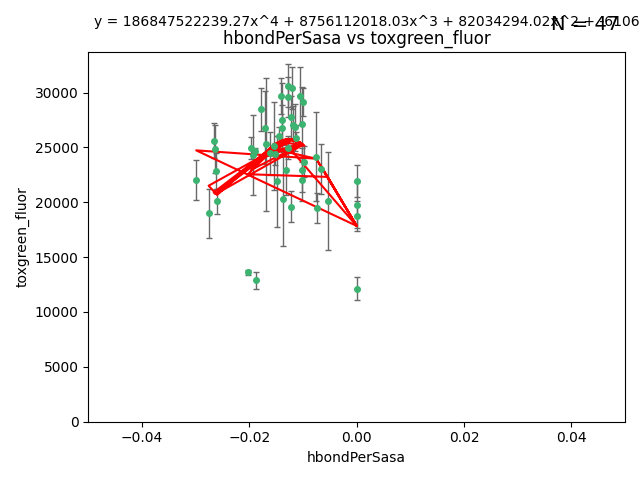 y = 186847522239.27x^4 + 8756112018.03x^3 + 82034294.02x^2 +
N = 47
hbondPerSasa vs toxgreen_fluor
30000
25000
20000
15000
10000
5000
0
toxgreen_fluor
−0.04 −0.02 0.00 0.02 0.04
hbondPerSasa